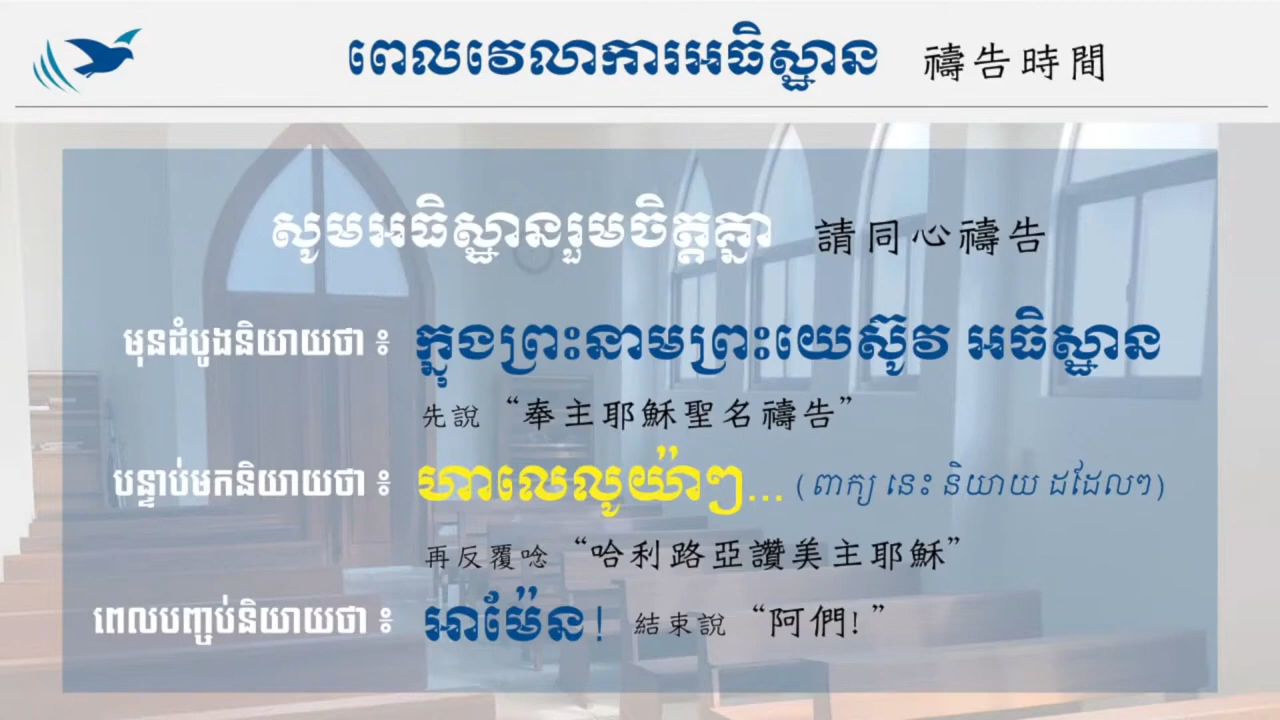 ពេលវេលាការអធិស្ឋាន 禱告時間
សូមអធិស្ឋានរួមចិត្តគ្នា 請同心禱告
មុនដំបូងនិយាយថា ៖ ក្នុងព្រះនាមព្រះយេស៊ូវ អធិស្ឋាន
先說 “奉主耶穌聖名禱告”
បន្ទាប់មកនិយាយថា ៖ ហាលេលូយ៉ាៗ... (ពាក្យ នេះ និយាយ ដដែលៗ)
再反覆唸 “哈利路亞讚美主耶穌”
ពេលបញ្ចប់និយាយថា ៖ អាម៉ែន! 結束說 “阿們!”